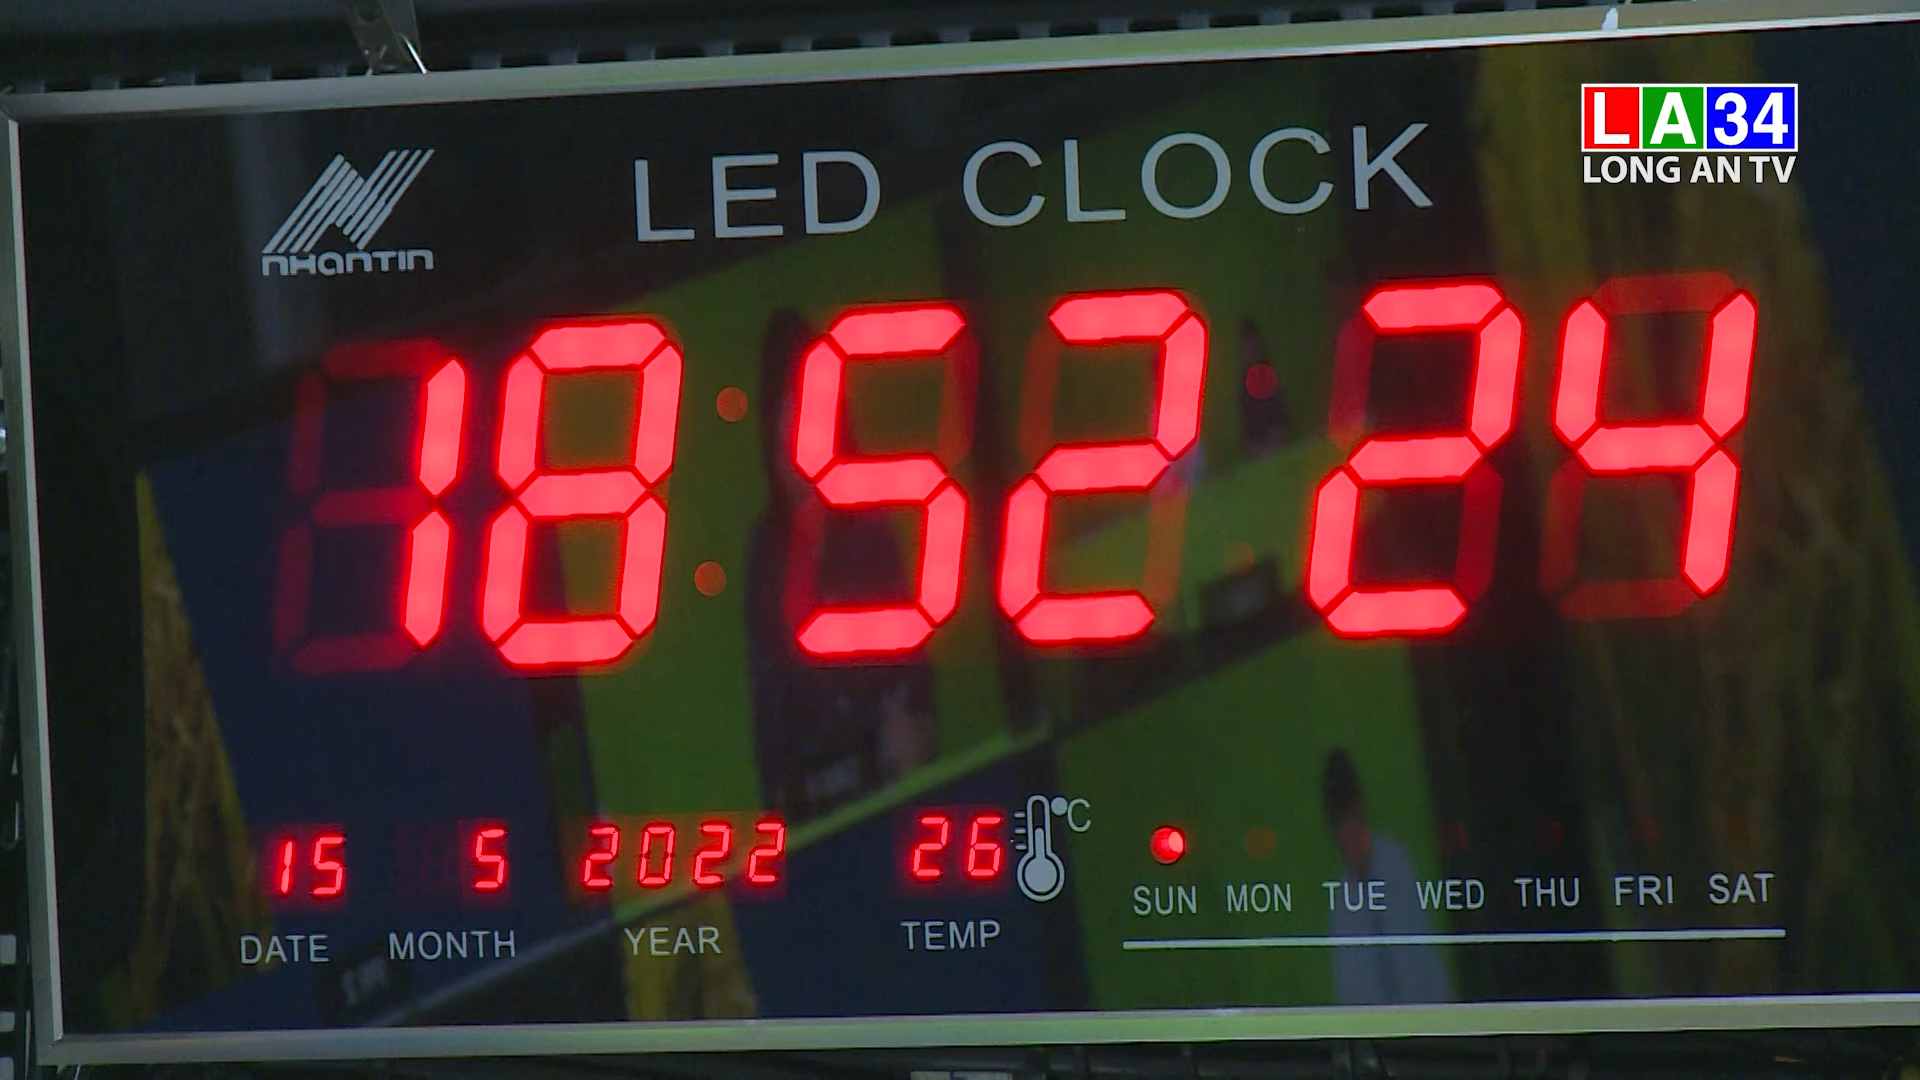 LA34
LONG AN TV
NHANTIN
LED CLOCK
18:52:24
15 5 2022 26 °C
SUN MON TUE WED THU FRI SAT
DATE MONTH YEAR TEMP